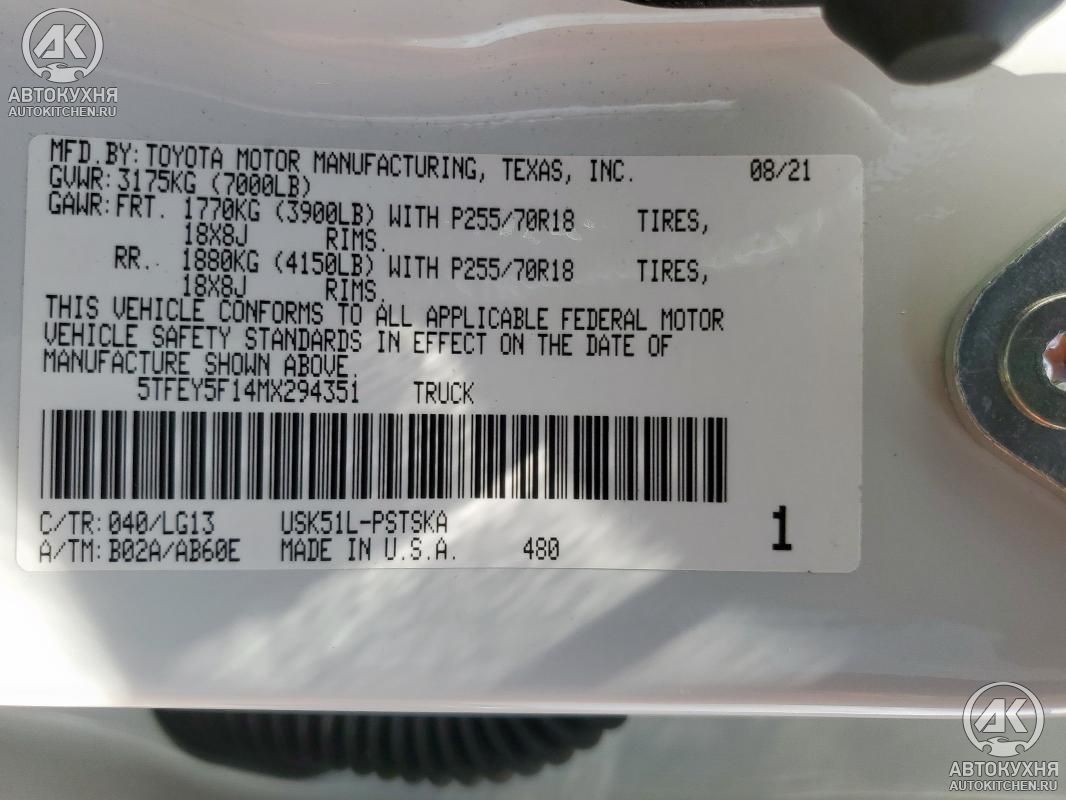 АК
АВТОКУХНЯ
AUTOKITCHEN.RU
MFD.BY:TOYOTA MOTOR MANUFACTURING, TEXAS, INC. 08/21
GVWR:3175KG (7000LB)
GAWR:FRT. 1770KG (3900LB) WITH P255/70R18 TIRES,
18X8J RIMS.
RR. 1880KG (4150LB) WITH P255/70R18 TIRES,
18X8J RIMS.
THIS VEHICLE CONFORMS TO ALL APPLICABLE FEDERAL MOTOR
VEHICLE SAFETY STANDARDS IN EFFECT ON THE DATE OF
MANUFACTURE SHOWN ABOVE.
5TFEY5F14MX294351 TRUCK
C/TR:040/LG13 USK51L-PSTSKA
A/TM:B02A/AB60E MADE IN U.S.A. 480 1
АК
АВТОКУХНЯ
AUTOKITCHEN.RU